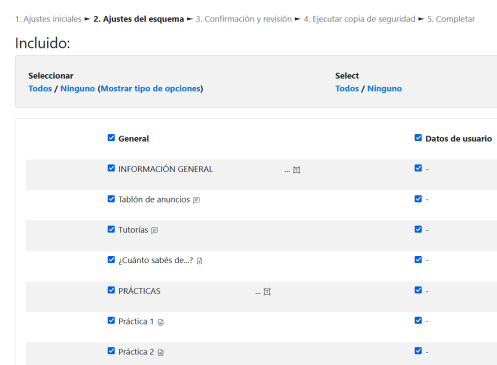 1. Ajustes iniciales ► 2. Ajustes del esquema ► 3. Confirmación y revisión ► 4. Ejecutar copia de seguridad ► 5. Completar
Incluido:
Seleccionar Select
Todos / Ninguno (Mostrar tipo de opciones) Todos / Ninguno
General Datos de usuario
INFORMACIÓN GENERAL ... -
Tablón de anuncios -
Tutorías -
¿Cuánto sabés de...? -
PRÁCTICAS ... -
Práctica 1 -
Práctica 2 -